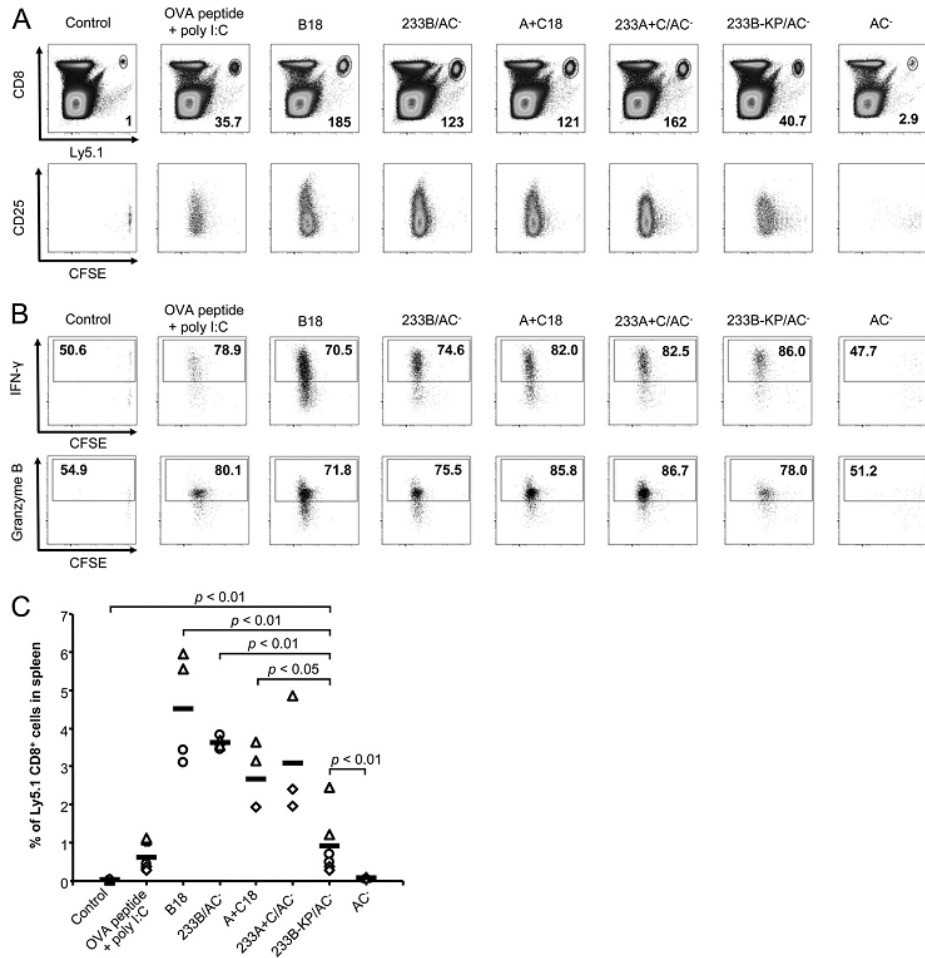 A
Control
OVA peptide
+ poly I:C
B18
233B/AC-
A+C18
233A+C/AC-
233B-KP/AC-
AC-
CD8
1
35.7
185
123
121
162
40.7
2.9
Ly5.1
CD25
CFSE
B
Control
OVA peptide
+ poly I:C
B18
233B/AC-
A+C18
233A+C/AC-
233B-KP/AC-
AC-
IFN-γ
50.6
78.9
70.5
74.6
82.0
82.5
86.0
47.7
CFSE
Granzyme B
54.9
80.1
71.8
75.5
85.8
86.7
78.0
51.2
CFSE
C
p < 0.01
p < 0.01
p < 0.01
p < 0.05
p < 0.01
% of Ly5.1 CD8+ cells in spleen
7
6
5
4
3
2
1
0
Control
OVA peptide
+ poly I:C
B18
233B/AC-
A+C18
233A+C/AC-
233B-KP/AC-
AC-